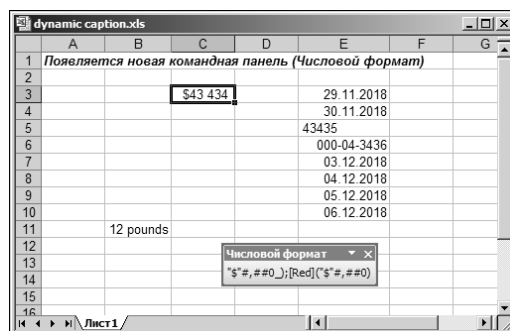 dynamic caption.xls
A B C D E F G
1 Появляется новая командная панель (Числовой формат)
2
3 $43 434 29.11.2018
4 30.11.2018
5 43435
6 000-04-3436
7 03.12.2018
8 04.12.2018
9 05.12.2018
10 06.12.2018
11 12 pounds
12
Числовой формат
13
"$"#,##0_);[Red]("$"#,##0)
14
15
16
Лист1